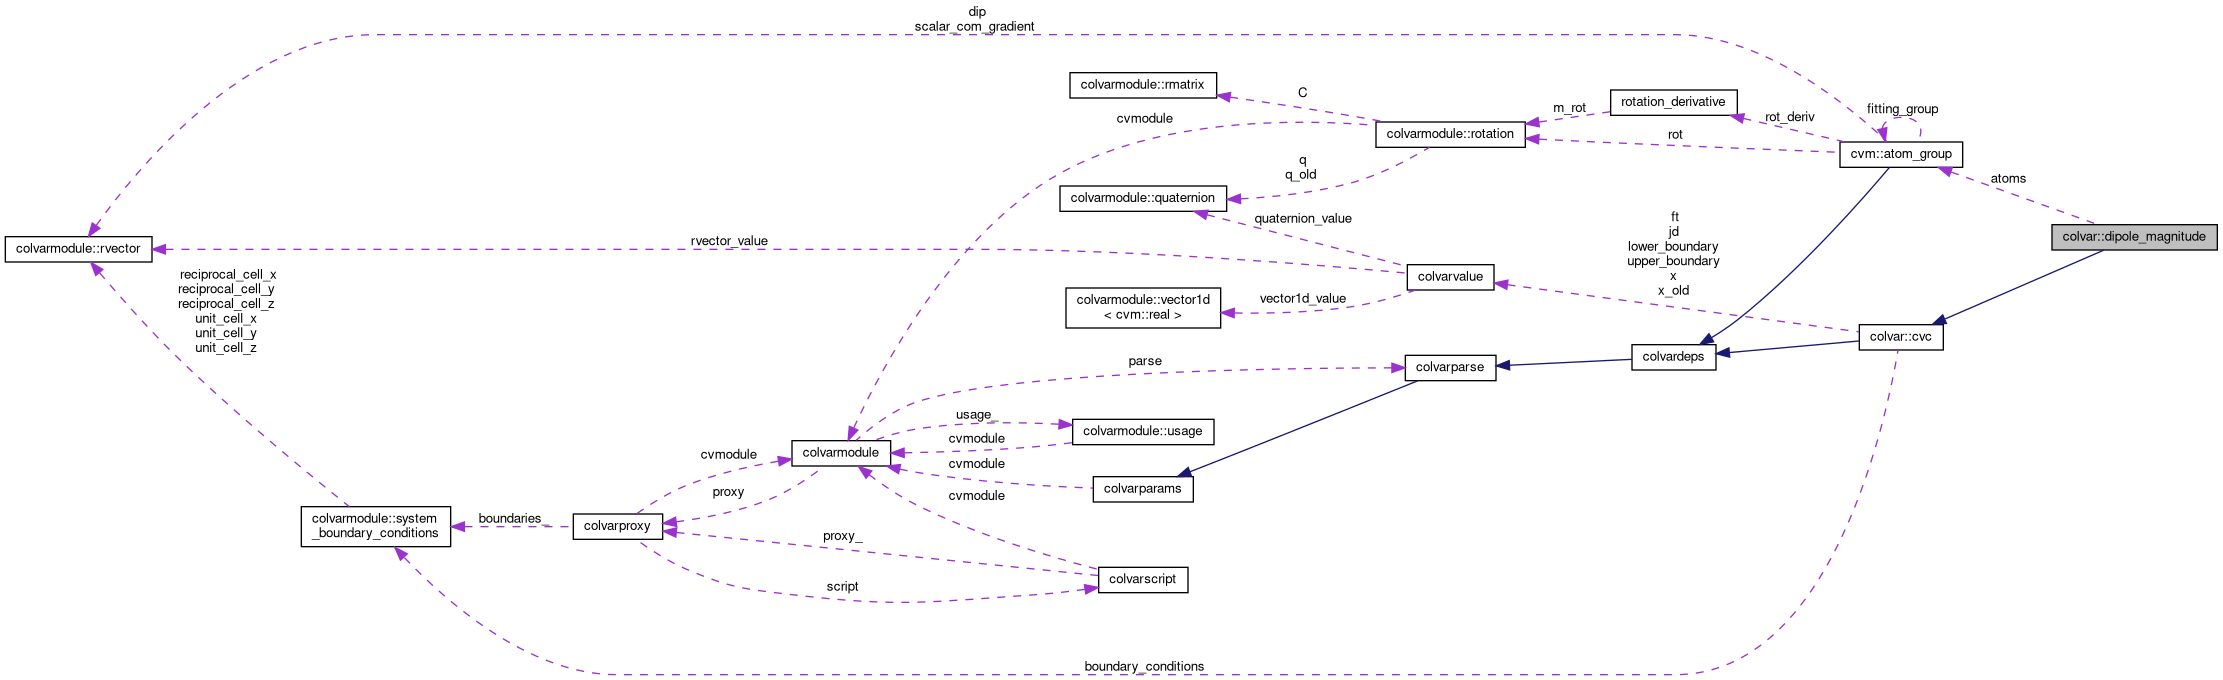 dip
scalar_com_gradient
colvarmodule::rmatrix
C
cvmodule
m_rot
rotation_derivative
rot_deriv
fitting_group
colvarmodule::rotation
rot
cvm::atom_group
q
q_old
atoms
colvarmodule::quaternion
quaternion_value
ft
jd
lower_boundary
upper_boundary
x
x_old
colvar::dipole_magnitude
colvarmodule::rvector
rvector_value
reciprocal_cell_x
reciprocal_cell_y
reciprocal_cell_z
unit_cell_x
unit_cell_y
unit_cell_z
colvarvalue
colvarmodule::vector1d
< cvm::real >
vector1d_value
colvar::cvc
colvardeps
parse
colvarparse
usage_
colvarmodule::usage
cvmodule
colvarmodule
cvmodule
cvmodule
proxy
cvmodule
colvarparams
colvarmodule::system
_boundary_conditions
boundaries_
colvarproxy
proxy_
script
colvarscript
boundary_conditions